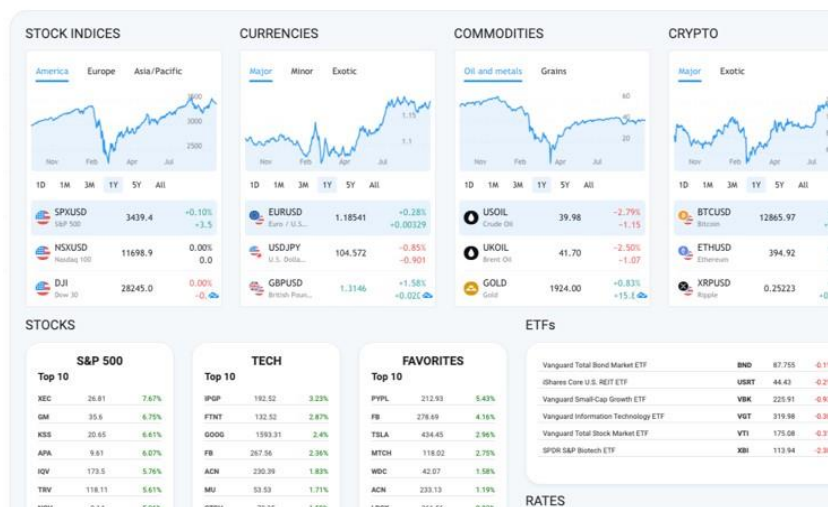 STOCK INDICES
America Europe Asia/Pacific
3500
3000
2500
Nov Feb Apr Jul
1D 1M 3M 1Y 5Y All
SPXUSD 3439.4 +0.10%
S&P 500 +3.5
NSXUSD 11698.9 0.00%
Nasdaq 100 0.0
DJI 28245.0 0.00%
Dow 30 -0.
CURRENCIES
Major Minor Exotic
1.15
1.1
Nov Feb Apr Jul
1D 1M 3M 1Y 5Y All
EURUSD 1.18541 +0.28%
Euro / U.S... +0.00329
USDJPY 104.572 -0.85%
U.S. Dolla... -0.901
GBPUSD 1.3146 +1.58%
British Poun... +0.02
COMMODITIES
Oil and metals Grains
60
40
20
Nov Feb Apr Jul
1D 1M 3M 1Y 5Y All
USOIL 39.98 -2.79%
Crude Oil -1.15
UKOIL 41.70 -2.50%
Brent Oil -1.07
GOLD 1924.00 +0.83%
Gold +15.8
CRYPTO
Major Exotic
Nov Feb Apr Jul
1D 1M 3M 1Y 5Y All
BTCUSD 12865.97
Bitcoin
ETHUSD 394.92
Ethereum
XRPUSD 0.25223
Ripple
STOCKS
S&P 500
Top 10
XEC 26.81 7.67%
GM 35.6 6.75%
KSS 20.65 6.61%
APA 9.61 6.07%
IQV 173.5 5.76%
TRV 118.11 5.61%
TECH
Top 10
IPGP 192.52 3.23%
FTNT 132.52 2.87%
GOOG 1593.31 2.4%
FB 267.56 2.36%
ACN 230.39 1.83%
MU 53.53 1.71%
FAVORITES
Top 10
PYPL 212.93 5.43%
FB 278.69 4.16%
TSLA 434.45 2.96%
MTCH 118.02 2.75%
WDC 42.07 1.58%
ACN 233.13 1.19%
ETFs
Vanguard Total Bond Market ETF BND 87.755
iShares Core U.S. REIT ETF USRT 44.43
Vanguard Small-Cap Growth ETF VBK 225.91
Vanguard Information Technology ETF VGT 319.98
Vanguard Total Stock Market ETF VTI 175.08
SPDR S&P Biotech ETF XBI 113.94
RATES